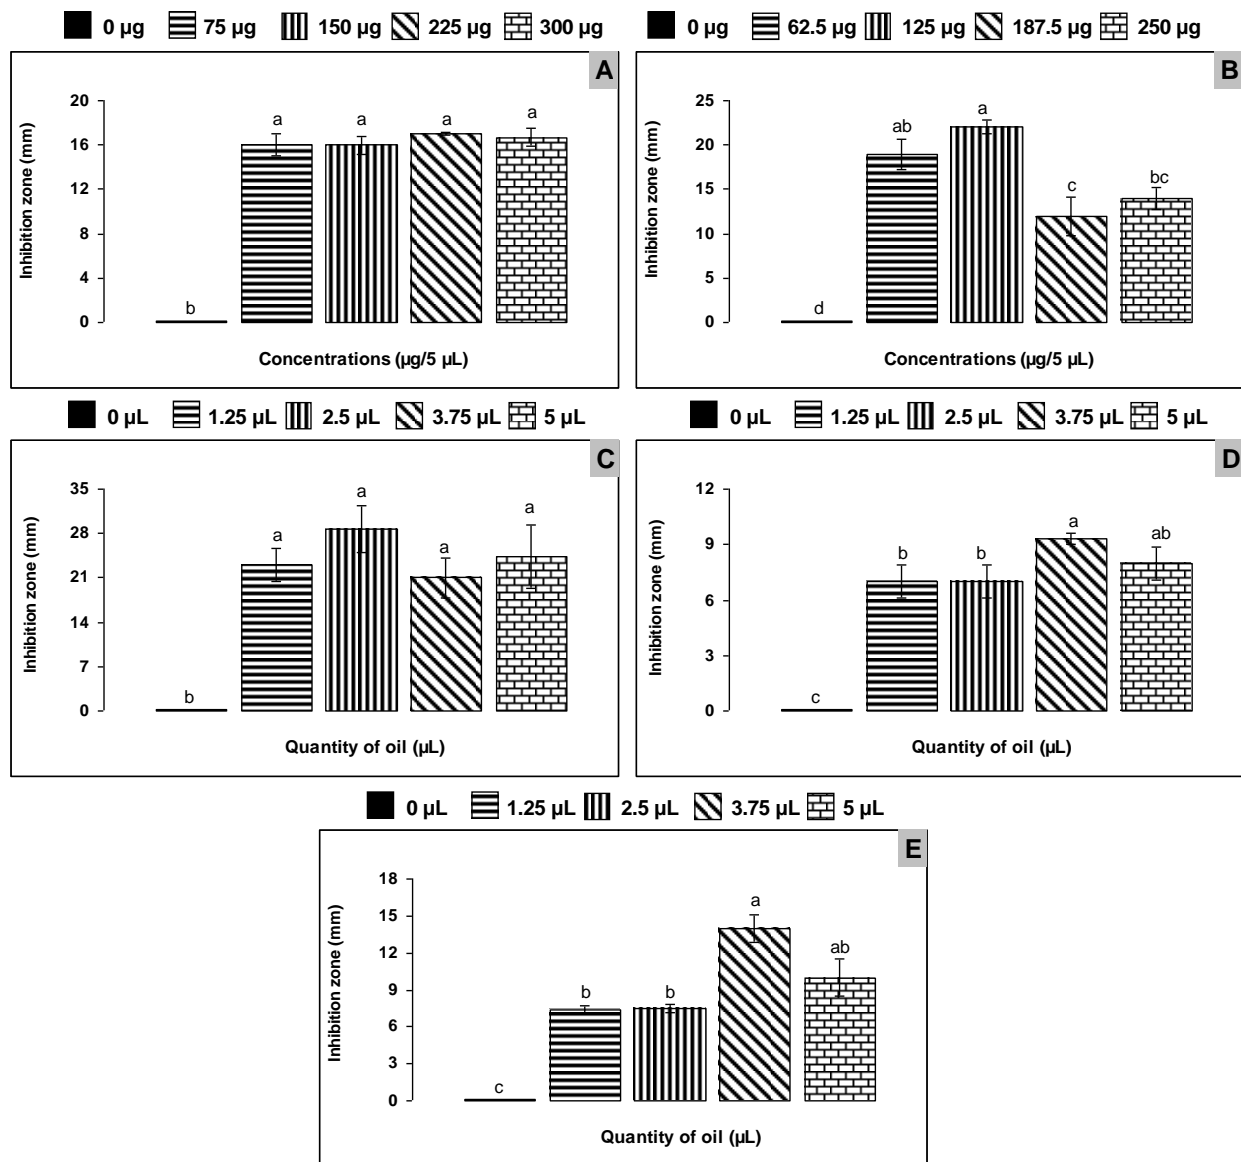 0 µg 75 µg 150 µg 225 µg 300 µg
A
Inhibition zone (mm)
20
16
12
8
4
0
b a a a a
Concentrations (µg/5 µL)
0 µg 62.5 µg 125 µg 187.5 µg 250 µg
B
Inhibition zone (mm)
25
20
15
10
5
0
d ab a c bc
Concentrations (µg/5 µL)
0 µL 1.25 µL 2.5 µL 3.75 µL 5 µL
C
Inhibition zone (mm)
35
28
21
14
7
0
b a a a a
Quantity of oil (µL)
0 µL 1.25 µL 2.5 µL 3.75 µL 5 µL
D
Inhibition zone (mm)
12
9
6
3
0
c b b a ab
Quantity of oil (µL)
0 µL 1.25 µL 2.5 µL 3.75 µL 5 µL
E
Inhibition zone (mm)
18
15
12
9
6
3
0
c b b a ab
Quantity of oil (µL)